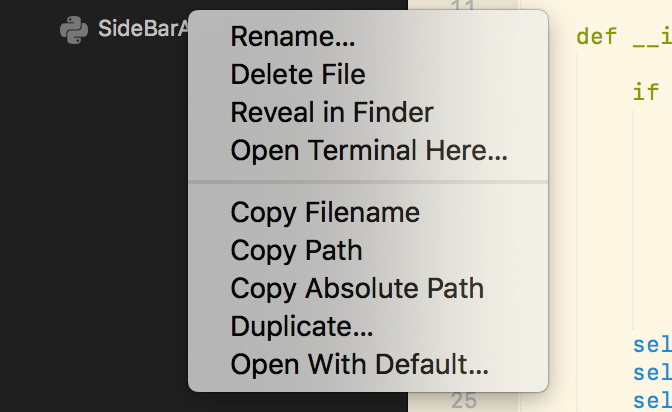 SideBarA
Rename...
Delete File
Reveal in Finder
Open Terminal Here...
Copy Filename
Copy Path
Copy Absolute Path
Duplicate...
Open With Default...
11
def __i
if
sel
sel
25
sel